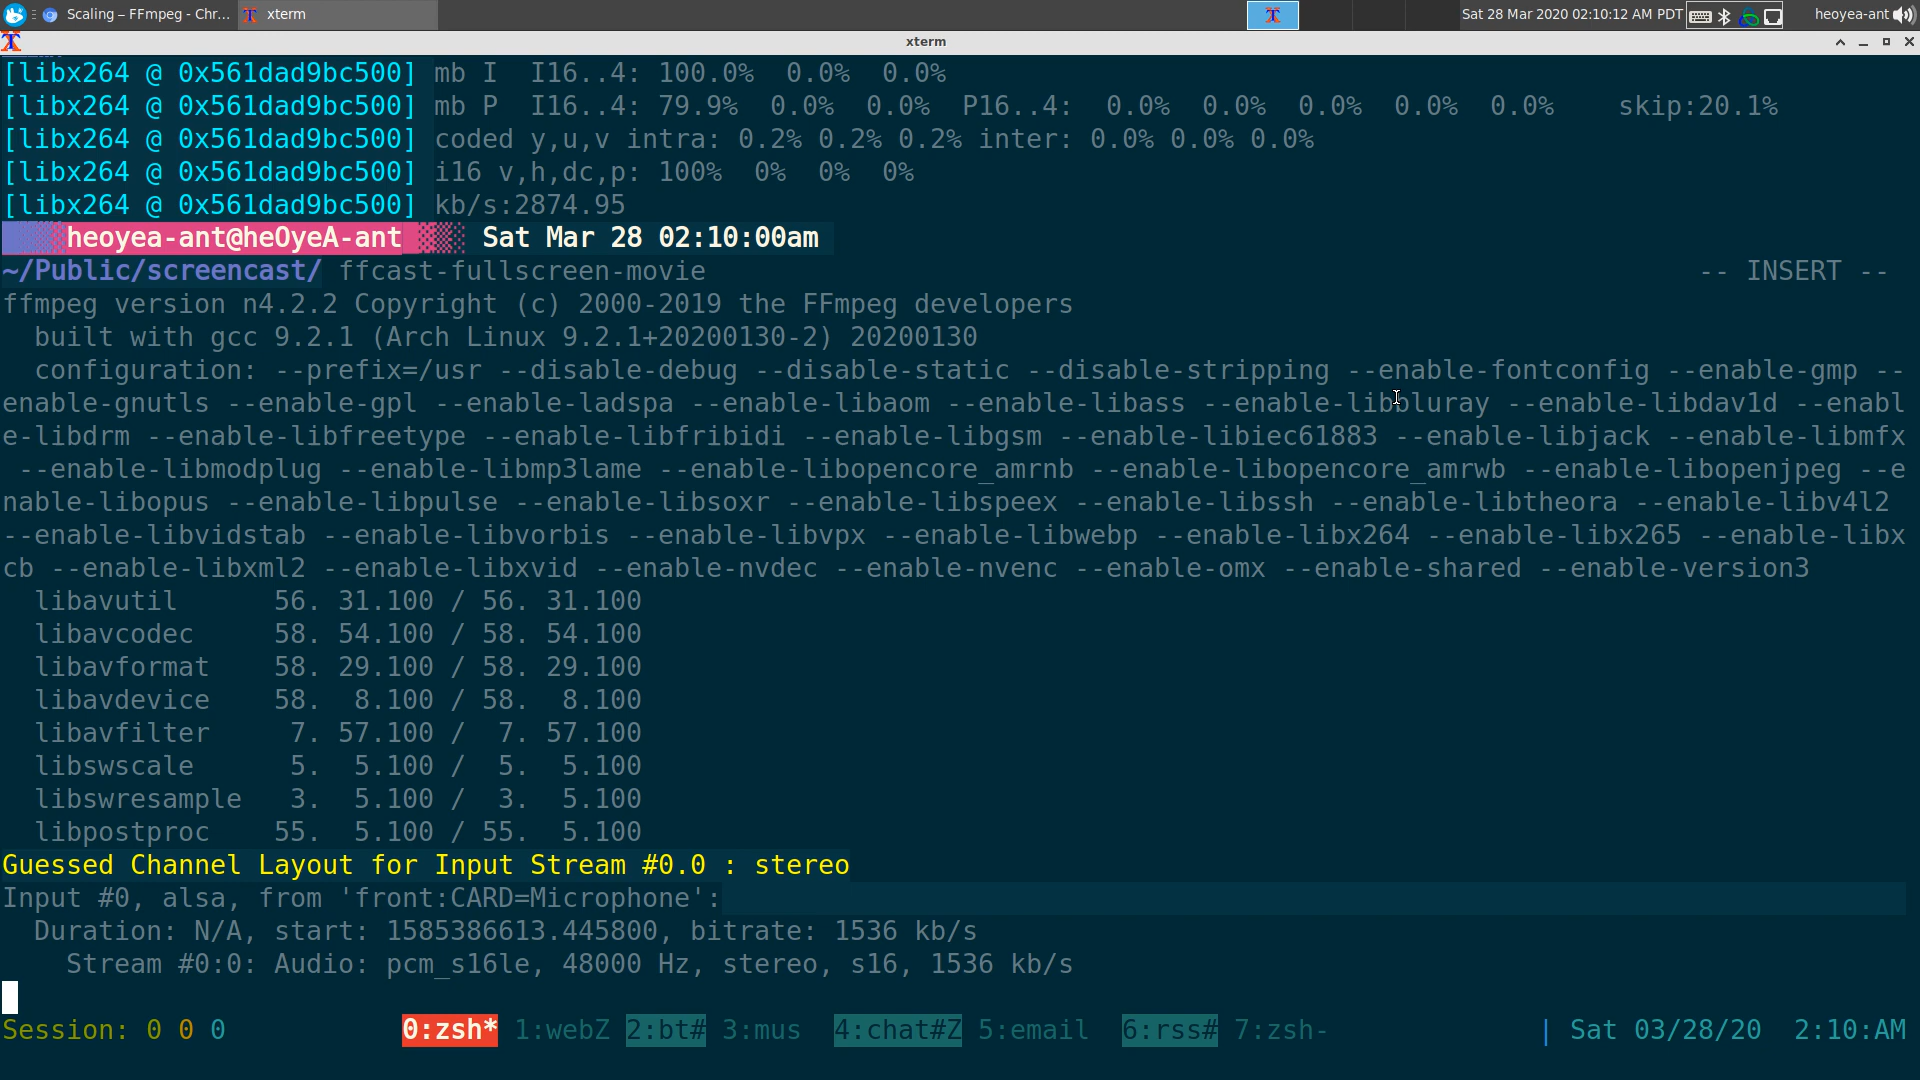 Scaling – FFmpeg - Chr... xterm Sat 28 Mar 2020 02:10:12 AM PDT heoyea-ant
xterm
[libx264 @ 0x561dad9bc500] mb I  I16..4: 100.0%  0.0%  0.0%
[libx264 @ 0x561dad9bc500] mb P  I16..4: 79.9%  0.0%  0.0%  P16..4:  0.0%  0.0%  0.0%  0.0%  0.0%    skip:20.1%
[libx264 @ 0x561dad9bc500] coded y,u,v intra: 0.2% 0.2% 0.2% inter: 0.0% 0.0% 0.0%
[libx264 @ 0x561dad9bc500] i16 v,h,dc,p: 100%  0%  0%  0%
[libx264 @ 0x561dad9bc500] kb/s:2874.95
heoyea-ant@heOyeA-ant Sat Mar 28 02:10:00am
~/Public/screencast/ ffcast-fullscreen-movie -- INSERT --
ffmpeg version n4.2.2 Copyright (c) 2000-2019 the FFmpeg developers
  built with gcc 9.2.1 (Arch Linux 9.2.1+20200130-2) 20200130
  configuration: --prefix=/usr --disable-debug --disable-static --disable-stripping --enable-fontconfig --enable-gmp --
enable-gnutls --enable-gpl --enable-ladspa --enable-libaom --enable-libass --enable-libbluray --enable-libdav1d --enabl
e-libdrm --enable-libfreetype --enable-libfribidi --enable-libgsm --enable-libiec61883 --enable-libjack --enable-libmfx
 --enable-libmodplug --enable-libmp3lame --enable-libopencore_amrnb --enable-libopencore_amrwb --enable-libopenjpeg --e
nable-libopus --enable-libpulse --enable-libsoxr --enable-libspeex --enable-libssh --enable-libtheora --enable-libv4l2
--enable-libvidstab --enable-libvorbis --enable-libvpx --enable-libwebp --enable-libx264 --enable-libx265 --enable-libx
cb --enable-libxml2 --enable-libxvid --enable-nvdec --enable-nvenc --enable-omx --enable-shared --enable-version3
  libavutil      56. 31.100 / 56. 31.100
  libavcodec     58. 54.100 / 58. 54.100
  libavformat    58. 29.100 / 58. 29.100
  libavdevice    58.  8.100 / 58.  8.100
  libavfilter     7. 57.100 /  7. 57.100
  libswscale      5.  5.100 /  5.  5.100
  libswresample   3.  5.100 /  3.  5.100
  libpostproc    55.  5.100 / 55.  5.100
Guessed Channel Layout for Input Stream #0.0 : stereo
Input #0, alsa, from 'front:CARD=Microphone':
  Duration: N/A, start: 1585386613.445800, bitrate: 1536 kb/s
    Stream #0:0: Audio: pcm_s16le, 48000 Hz, stereo, s16, 1536 kb/s
Session: 0 0 0 0:zsh* 1:webZ 2:bt# 3:mus 4:chat#Z 5:email 6:rss# 7:zsh- | Sat 03/28/20  2:10:AM